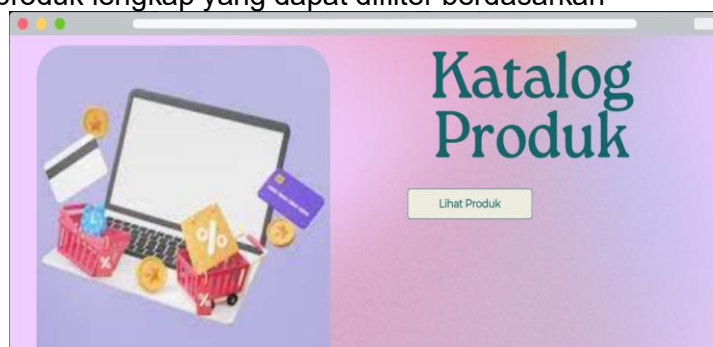 produk lengkap yang dapat difilter berdasarkan
Katalog
Produk
Lihat Produk
%
%
%